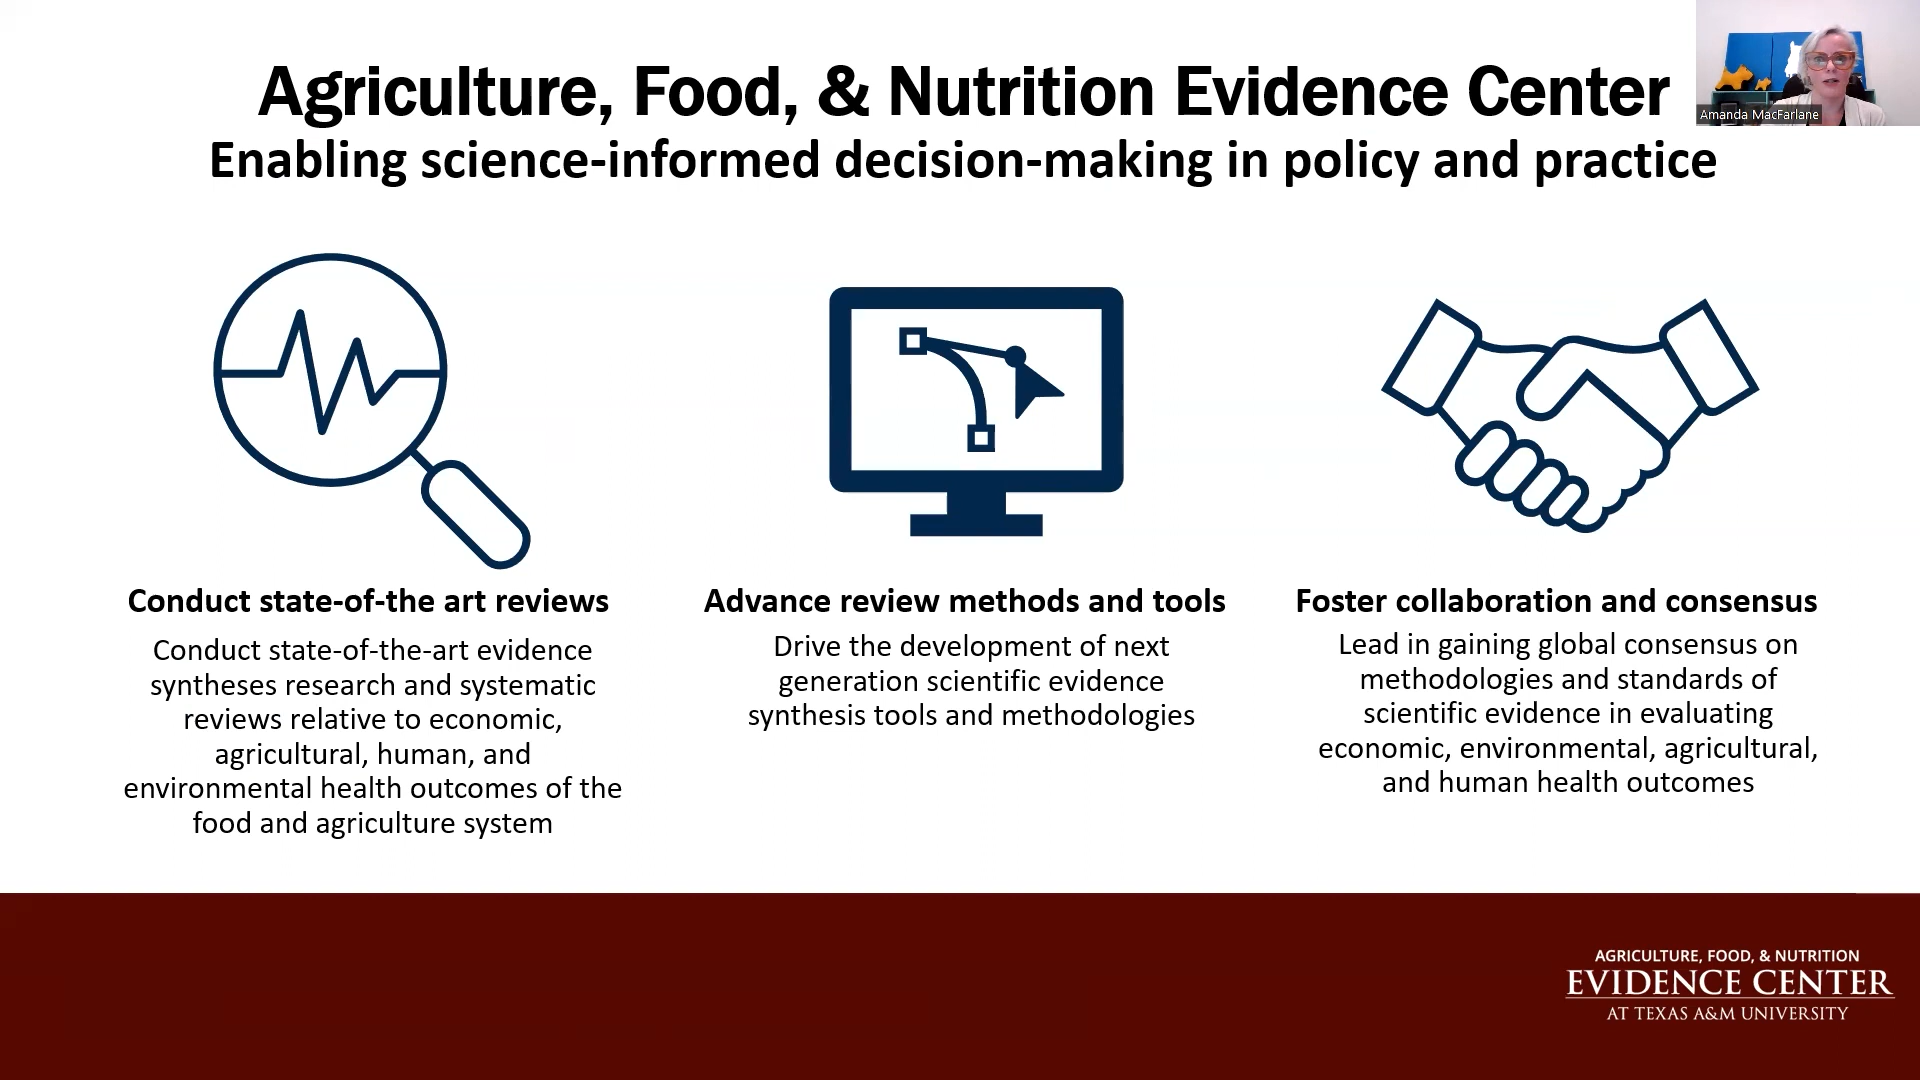 Agriculture, Food, & Nutrition Evidence Center
Enabling science-informed decision-making in policy and practice
Amanda MacFarlane
Conduct state-of-the art reviews
Conduct state-of-the-art evidence
syntheses research and systematic
reviews relative to economic,
agricultural, human, and
environmental health outcomes of the
food and agriculture system
Advance review methods and tools
Drive the development of next
generation scientific evidence
synthesis tools and methodologies
Foster collaboration and consensus
Lead in gaining global consensus on
methodologies and standards of
scientific evidence in evaluating
economic, environmental, agricultural,
and human health outcomes
AGRICULTURE, FOOD, & NUTRITION
EVIDENCE CENTER
AT TEXAS A&M UNIVERSITY